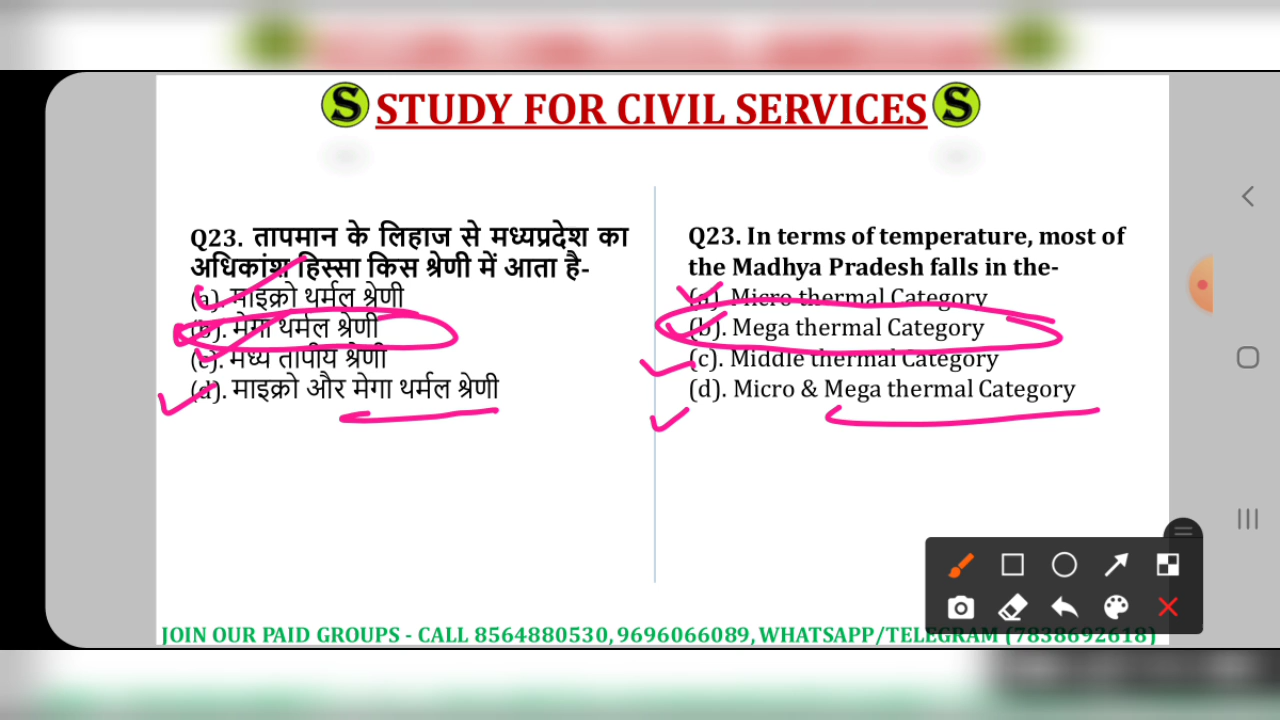 S STUDY FOR CIVIL SERVICES S
Q23. तापमान के लिहाज से मध्यप्रदेश का
अधिकांश हिस्सा किस श्रेणी में आता है-
(a). माइक्रो थर्मल श्रेणी
(b). मेगा थर्मल श्रेणी
(c). मध्य तापीय श्रेणी
(d). माइक्रो और मेगा थर्मल श्रेणी
Q23. In terms of temperature, most of
the Madhya Pradesh falls in the-
(a). Micro thermal Category
(b). Mega thermal Category
(c). Middle thermal Category
(d). Micro & Mega thermal Category
JOIN OUR PAID GROUPS - CALL 8564880530, 9696066089, WHATSAPP/TELEGRAM (7838692618)